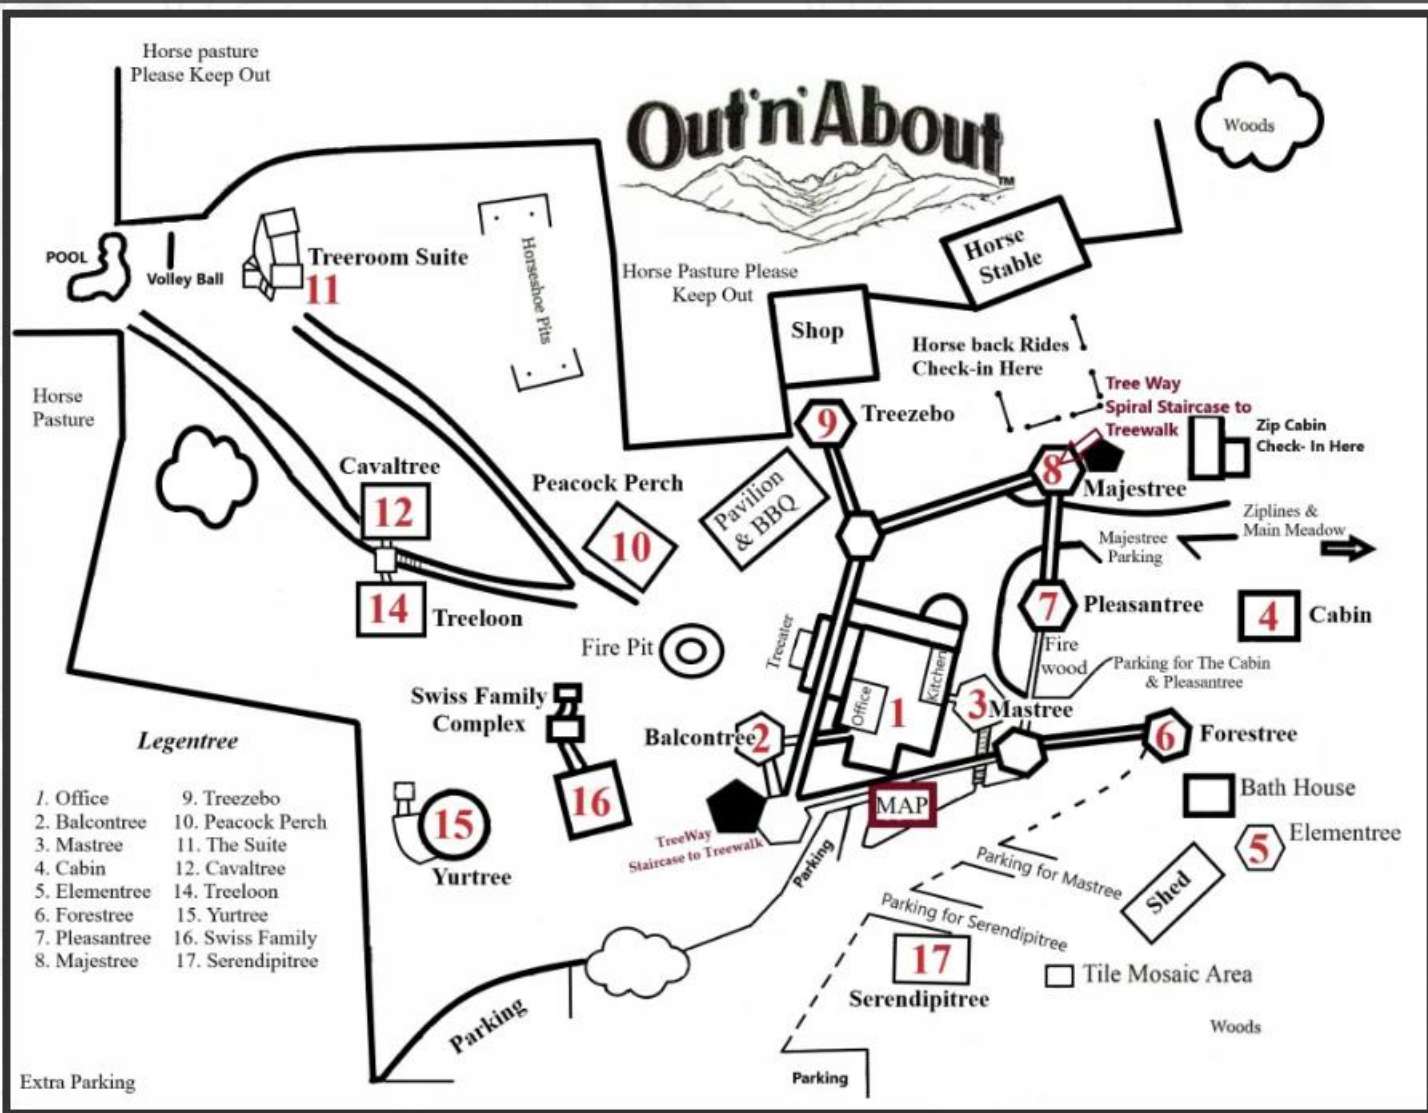 Horse pasture
Please Keep Out
Out'n'About
TM
Woods
POOL
Volley Ball
Treeroom Suite
11
Horseshoe Pits
Horse Pasture Please
Keep Out
Horse
Stable
Shop
Horse back Rides
Check-in Here
Tree Way
Spiral Staircase to
Treewalk
Zip Cabin
Check- In Here
Horse
Pasture
9
Treezebo
Cavaltree
12
Peacock Perch
10
Pavilion
& BBQ
8
Majestree
Ziplines &
Main Meadow
Majestree
Parking
14
Treeloon
7
Pleasantree
4
Cabin
Fire Pit
Treeater
Fire
wood
Parking for The Cabin
& Pleasantree
Swiss Family
Complex
Office
Kitchen
1
3
Mastree
Balcontree
2
6
Forestree
Legentree
1. Office
2. Balcontree
3. Mastree
4. Cabin
5. Elementree
6. Forestree
7. Pleasantree
8. Majestree
9. Treezebo
10. Peacock Perch
11. The Suite
12. Cavaltree
14. Treeloon
15. Yurtree
16. Swiss Family
17. Serendipitree
15
Yurtree
16
TreeWay
Staircase to Treewalk
MAP
Parking
Bath House
5
Elementree
Parking for Mastree
Shed
Parking for Serendipitree
17
Serendipitree
Tile Mosaic Area
Parking
Woods
Extra Parking
Parking